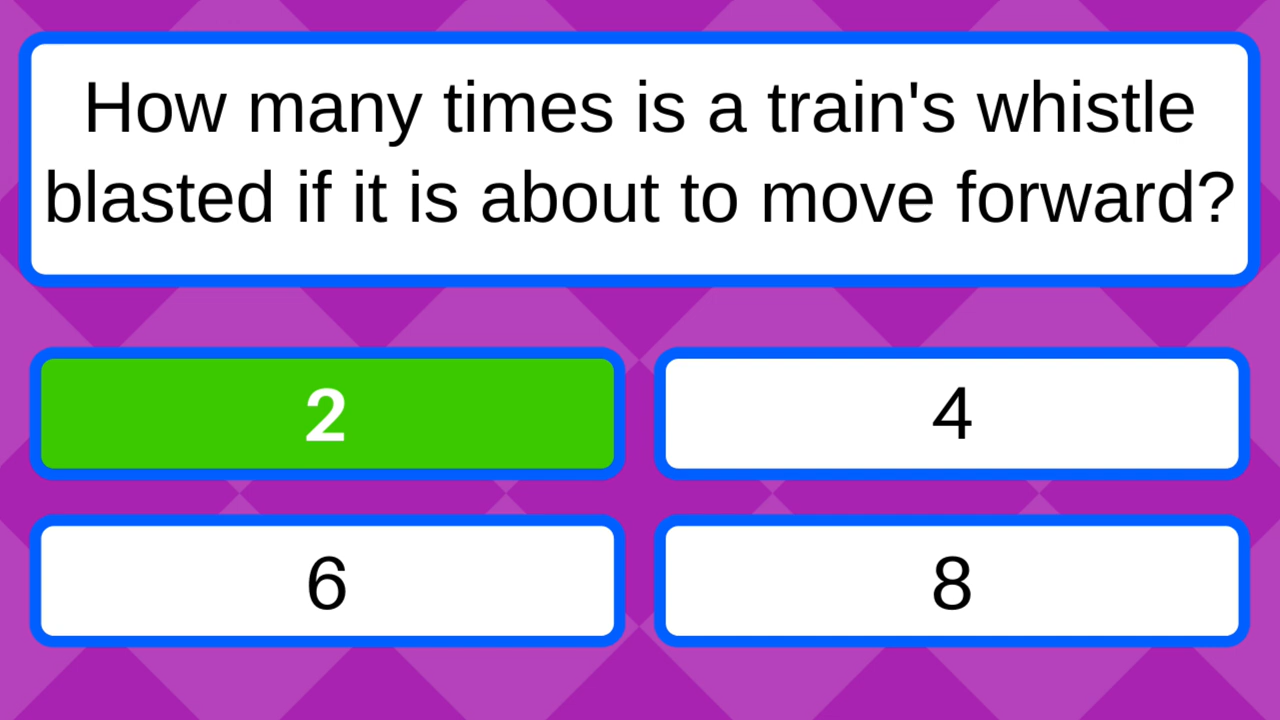 How many times is a train's whistle
blasted if it is about to move forward?
2
4
6
8